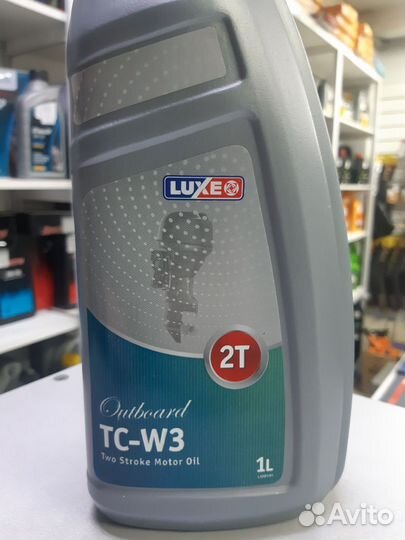 LUXE
2T
Outboard
TC-W3
Two Stroke Motor Oil
1L
Avito